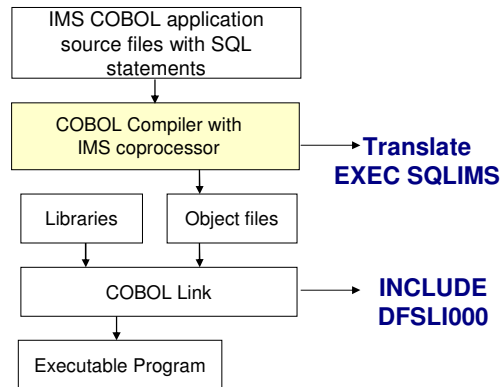 IMS COBOL application
source files with SQL
statements
COBOL Compiler with
IMS coprocessor
Translate
EXEC SQLIMS
Libraries
Object files
COBOL Link
INCLUDE
DFSLI000
Executable Program